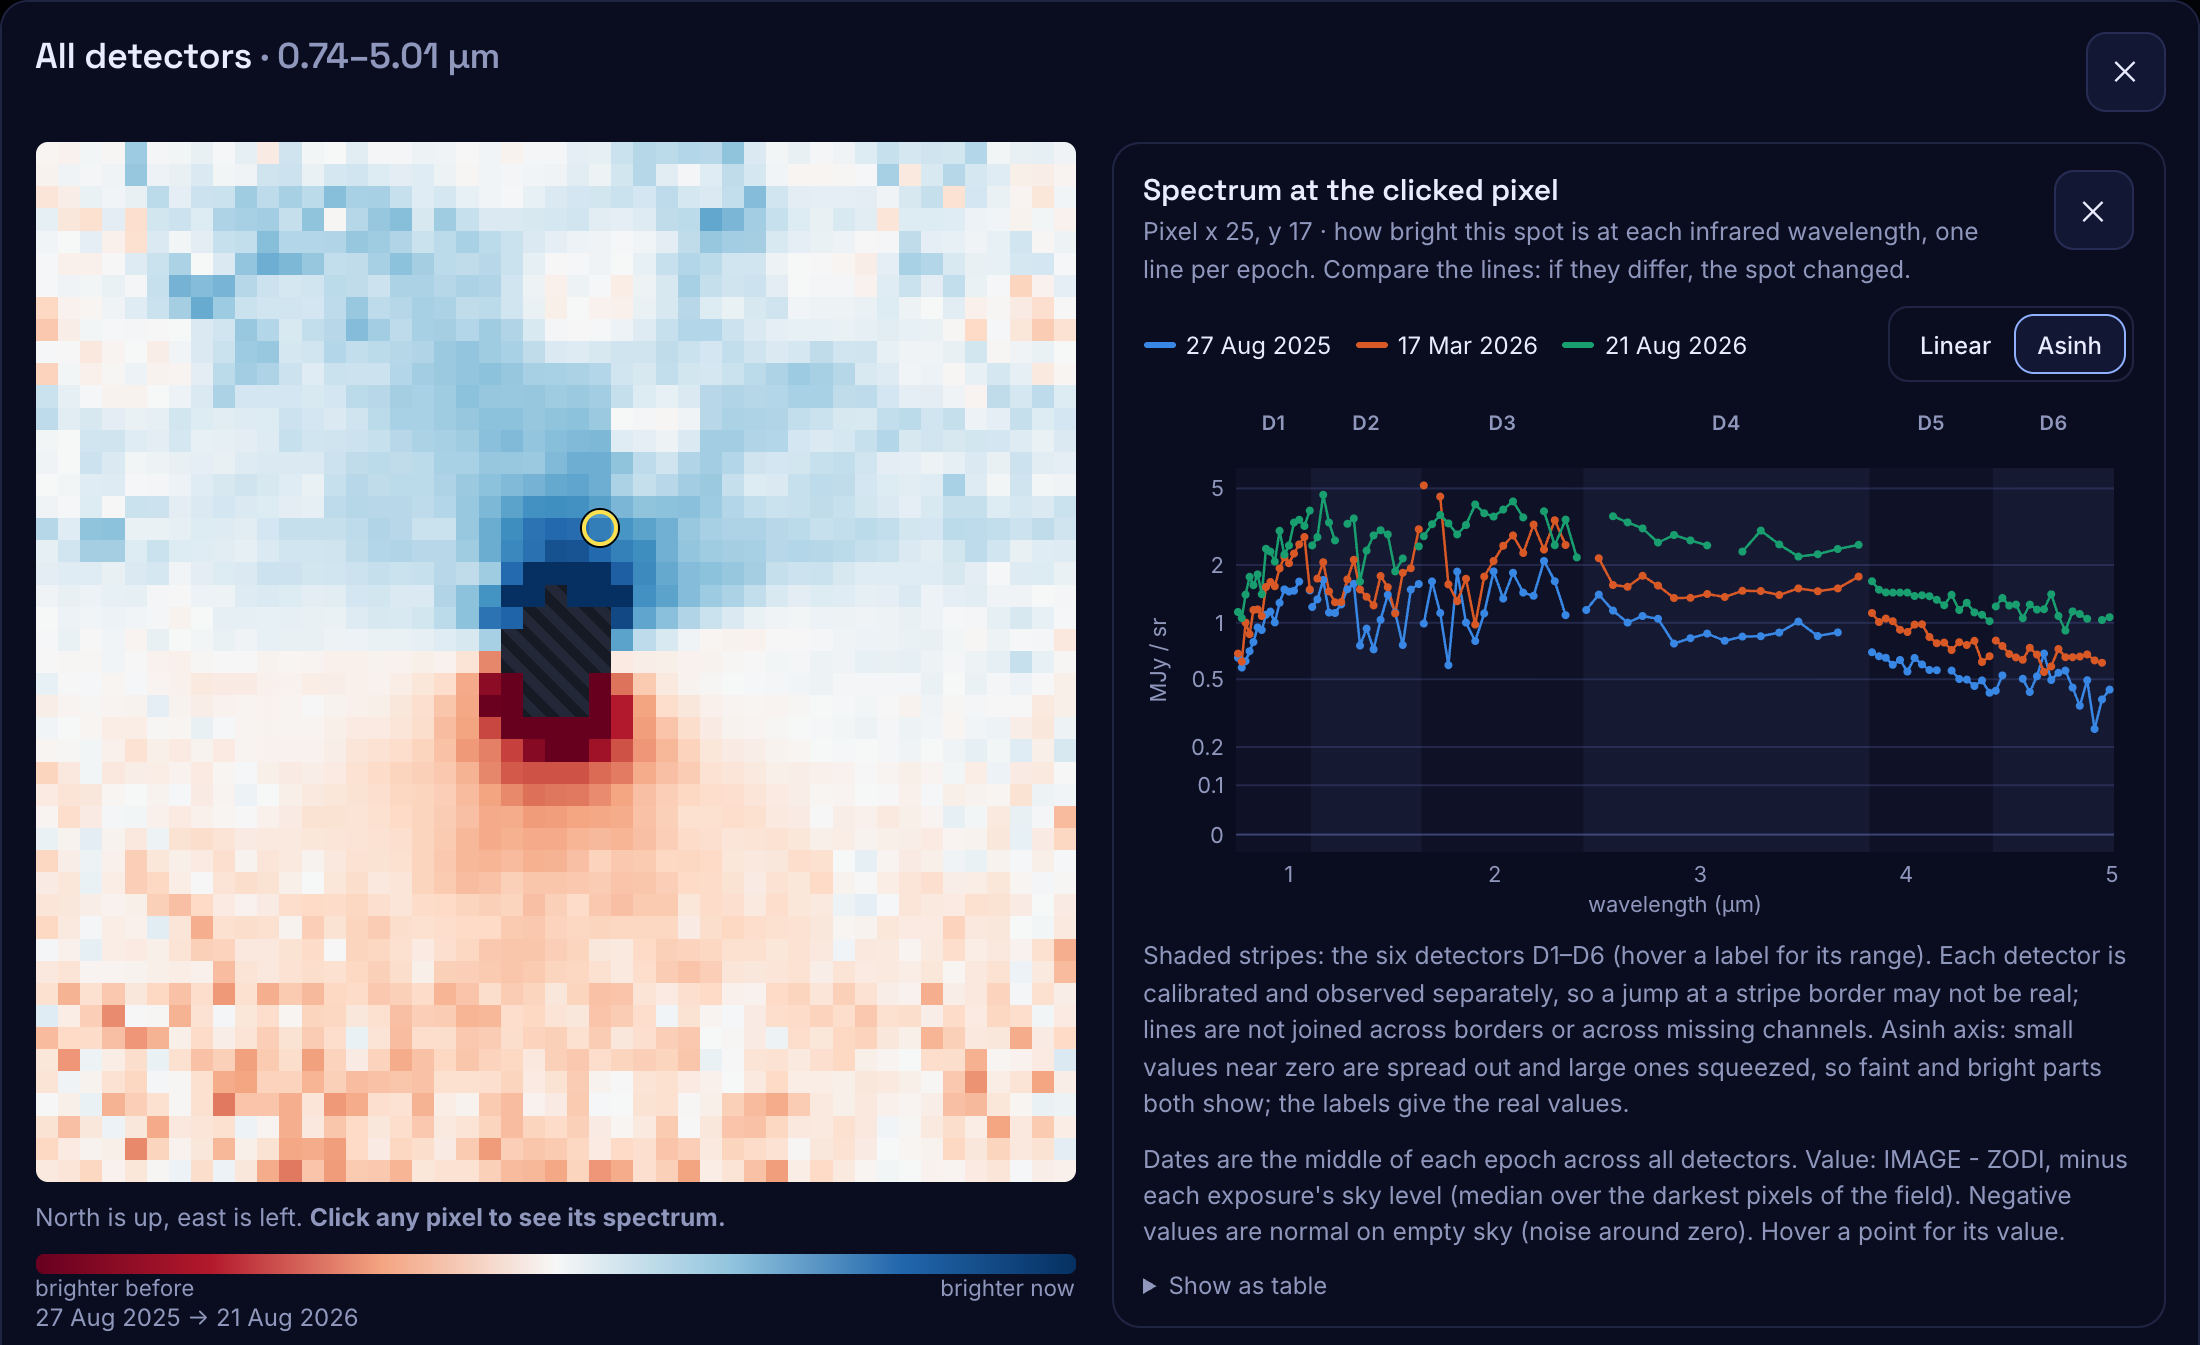 All detectors · 0.74–5.01 µm
Spectrum at the clicked pixel
Pixel x 25, y 17 · how bright this spot is at each infrared wavelength, one
line per epoch. Compare the lines: if they differ, the spot changed.
27 Aug 2025 17 Mar 2026 21 Aug 2026 Linear Asinh
D1 D2 D3 D4 D5 D6
5
2
1
0.5
0.2
0.1
0
MJy / sr
1 2 3 4 5
wavelength (µm)
Shaded stripes: the six detectors D1–D6 (hover a label for its range). Each detector is
calibrated and observed separately, so a jump at a stripe border may not be real;
lines are not joined across borders or across missing channels. Asinh axis: small
values near zero are spread out and large ones squeezed, so faint and bright parts
both show; the labels give the real values.
Dates are the middle of each epoch across all detectors. Value: IMAGE - ZODI, minus
each exposure's sky level (median over the darkest pixels of the field). Negative
values are normal on empty sky (noise around zero). Hover a point for its value.
▶ Show as table
North is up, east is left. Click any pixel to see its spectrum.
brighter before brighter now
27 Aug 2025 → 21 Aug 2026